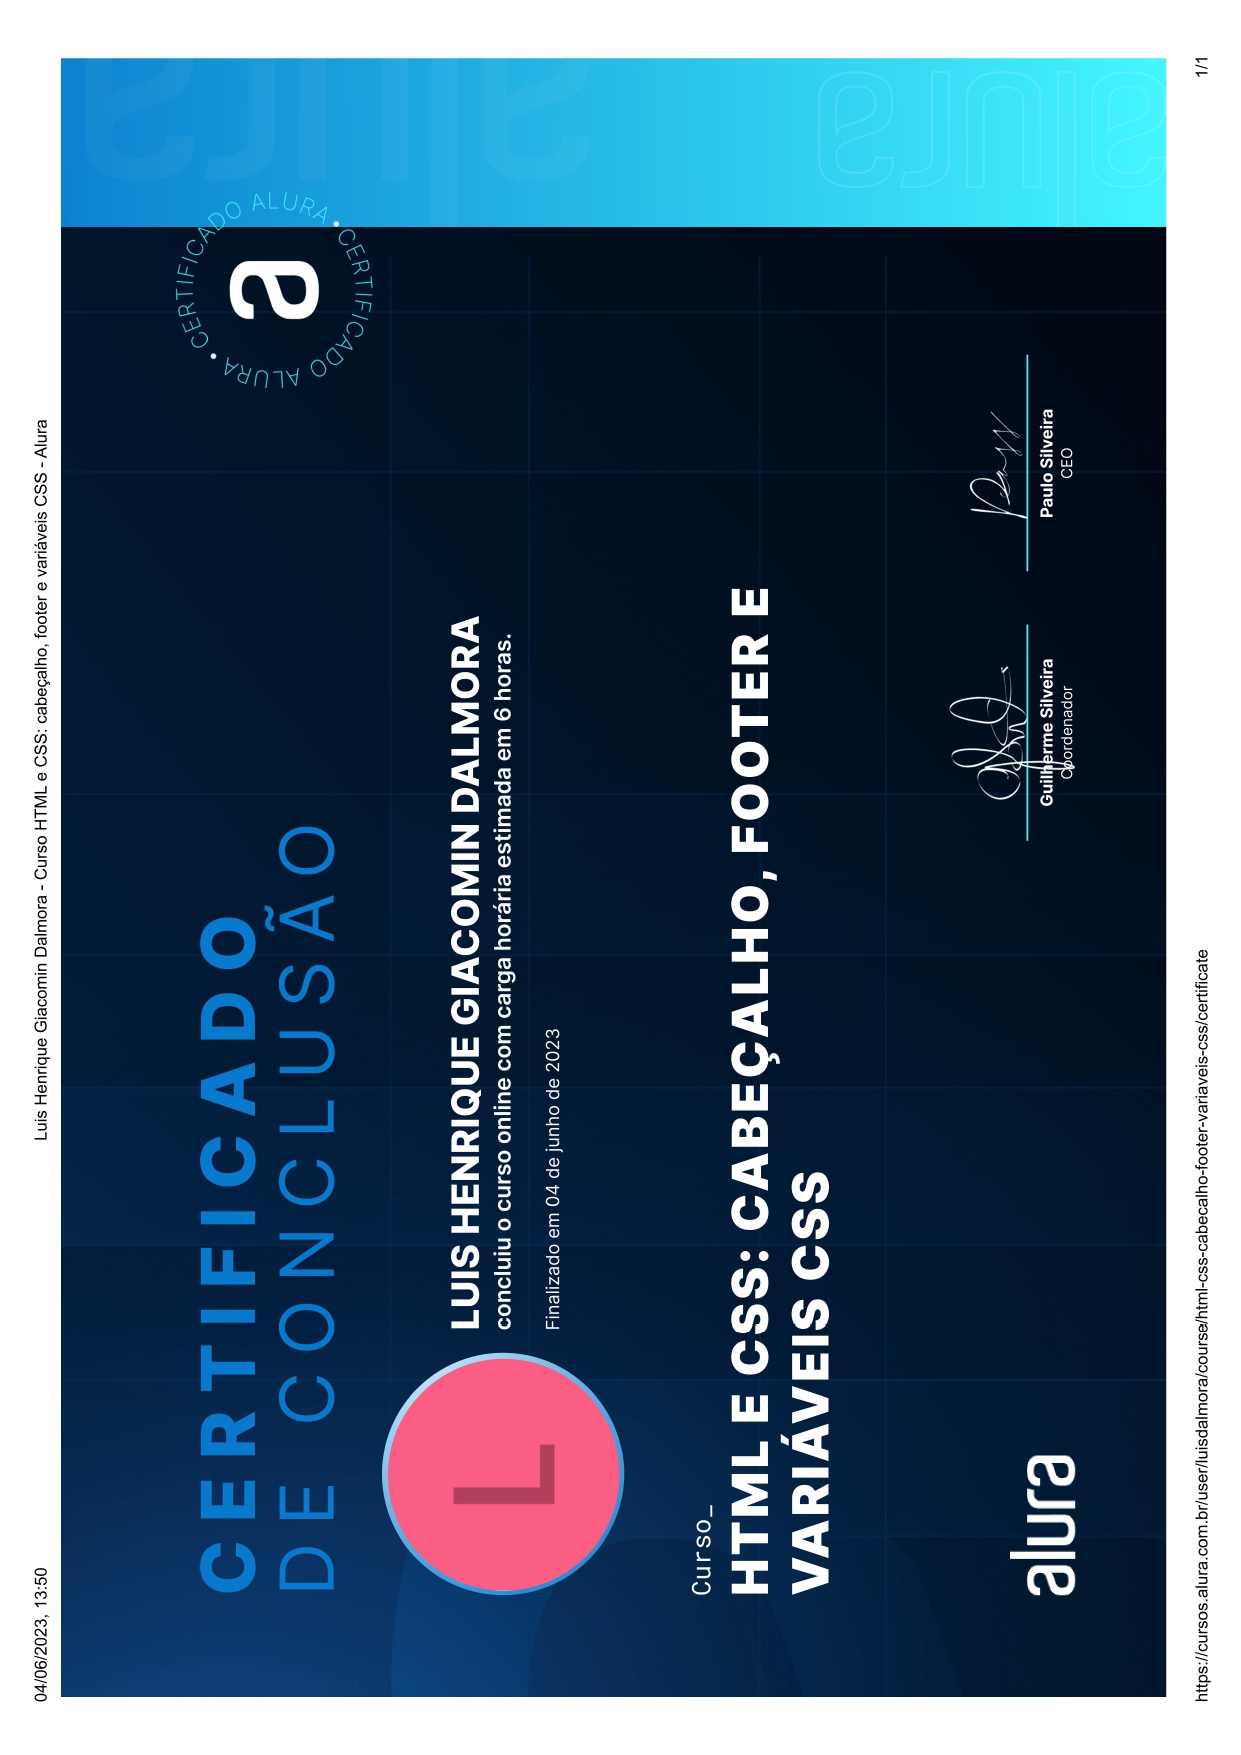 04/06/2023, 13:50
Luis Henrique Giacomin Dalmora - Curso HTML e CSS: cabeçalho, footer e variáveis CSS - Alura
CERTIFICADO
DE CONCLUSÃO
CERTIFICADO ALURA • CERTIFICADO ALURA •
a
LUIS HENRIQUE GIACOMIN DALMORA
concluiu o curso online com carga horária estimada em 6 horas.
Finalizado em 04 de junho de 2023
L
Curso_
HTML E CSS: CABEÇALHO, FOOTER E
VARIÁVEIS CSS
alura
Guilherme Silveira
Coordenador
Paulo Silveira
CEO
alura
alura
alura
https://cursos.alura.com.br/user/luisdalmora/course/html-css-cabecalho-footer-variaveis-css/certificate
1/1